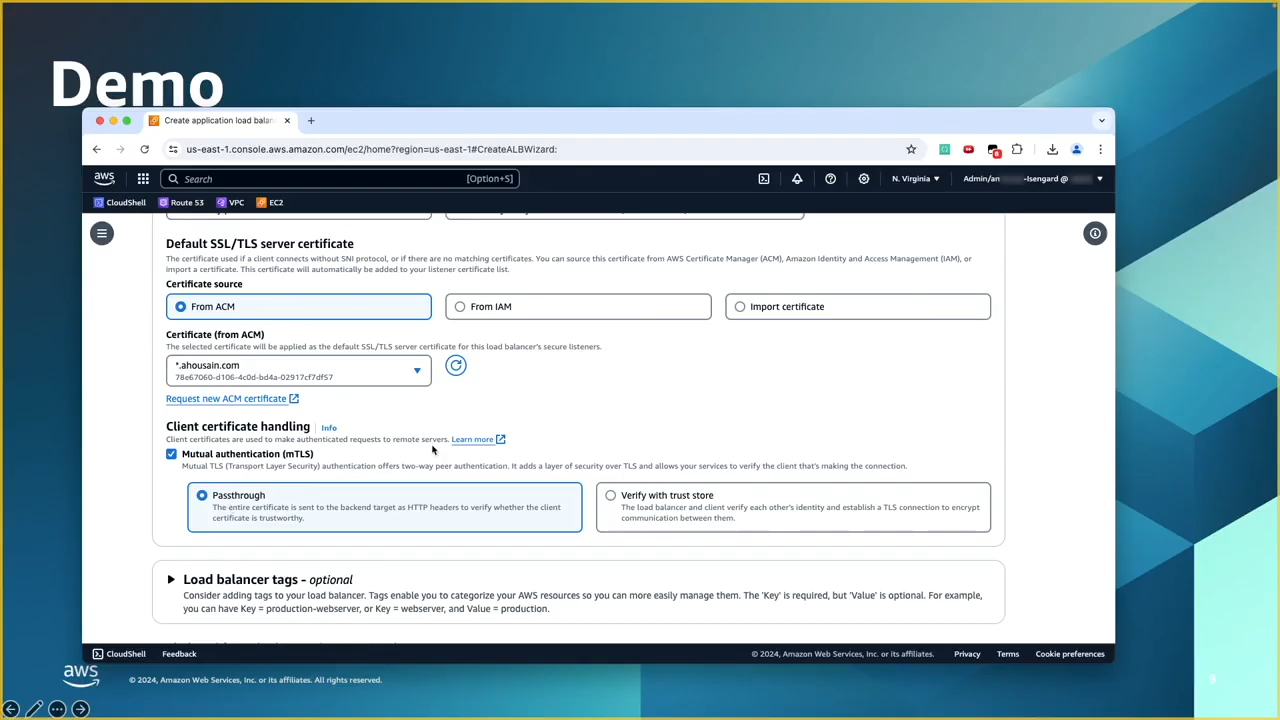 Demo
Create application load balan
us-east-1.console.aws.amazon.com/ec2/home?region=us-east-1#CreateALBWizard:
aws
Search
[Option+S]
N. Virginia
Admin/an
-Isengard @
CloudShell
Route 53
VPC
EC2
Default SSL/TLS server certificate
The certificate used if a client connects without SNI protocol, or if there are no matching certificates. You can source this certificate from AWS Certificate Manager (ACM), Amazon Identity and Access Management (IAM), or
import a certificate. This certificate will automatically be added to your listener certificate list.
Certificate source
From ACM
From IAM
Import certificate
Certificate (from ACM)
The selected certificate will be applied as the default SSL/TLS server certificate for this load balancer's secure listeners.
*.ahousain.com
78e67060-d106-4c0d-bd4a-02917cf7df57
Request new ACM certificate
Client certificate handling
Info
Client certificates are used to make authenticated requests to remote servers. Learn more
Mutual authentication (mTLS)
Mutual TLS (Transport Layer Security) authentication offers two-way peer authentication. It adds a layer of security over TLS and allows your services to verify the client that's making the connection.
Passthrough
The entire certificate is sent to the backend target as HTTP headers to verify whether the client
certificate is trustworthy.
Verify with trust store
The load balancer and client verify each other's identity and establish a TLS connection to encrypt
communication between them.
Load balancer tags - optional
Consider adding tags to your load balancer. Tags enable you to categorize your AWS resources so you can more easily manage them. The 'Key' is required, but 'Value' is optional. For example,
you can have Key = production-webserver, or Key = webserver, and Value = production.
CloudShell
Feedback
© 2024, Amazon Web Services, Inc. or its affiliates.
Privacy
Terms
Cookie preferences
aws
© 2024, Amazon Web Services, Inc. or its affiliates. All rights reserved.
9